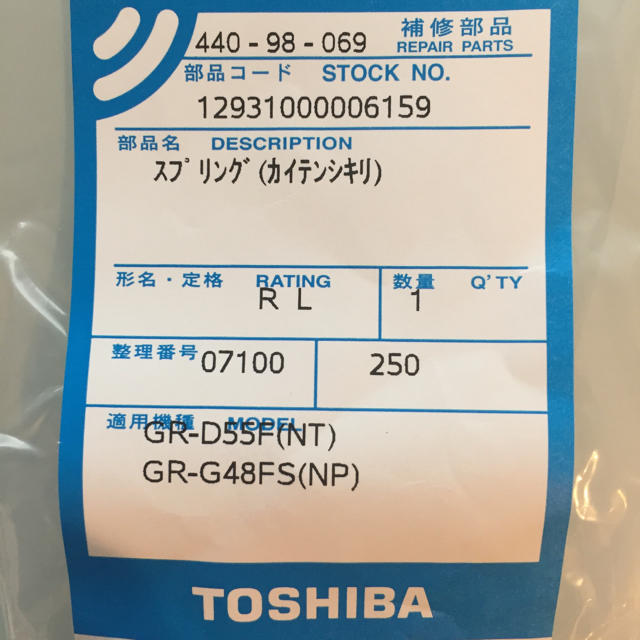 440-98-069 補修部品
REPAIR PARTS
部品コード STOCK NO.
12931000006159
部品名 DESCRIPTION
ｽﾌﾟﾘﾝｸﾞ(ｶｲﾃﾝｼｷﾘ)
形名・定格 RATING 数量 Q'TY
R L 1
整理番号 07100 250
適用機種 MODEL
GR-D55F(NT)
GR-G48FS(NP)
TOSHIBA